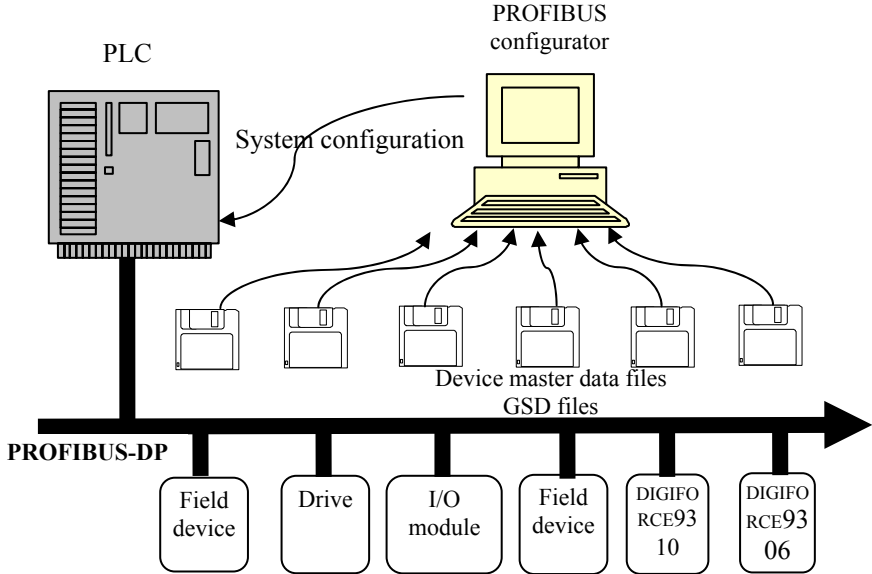 PROFIBUS
configurator
PLC
System configuration
Device master data files
GSD files
PROFIBUS-DP
Field
device
Drive
I/O
module
Field
device
DIGIFO
RCE93
10
DIGIFO
RCE93
06